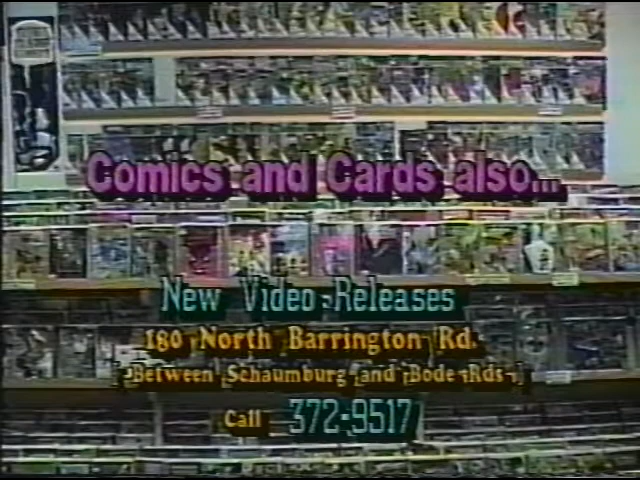 Comics and Cards also...
New Video Releases
180 North Barrington Rd.
Between Schaumburg and Bode Rds.
Call 372-9517